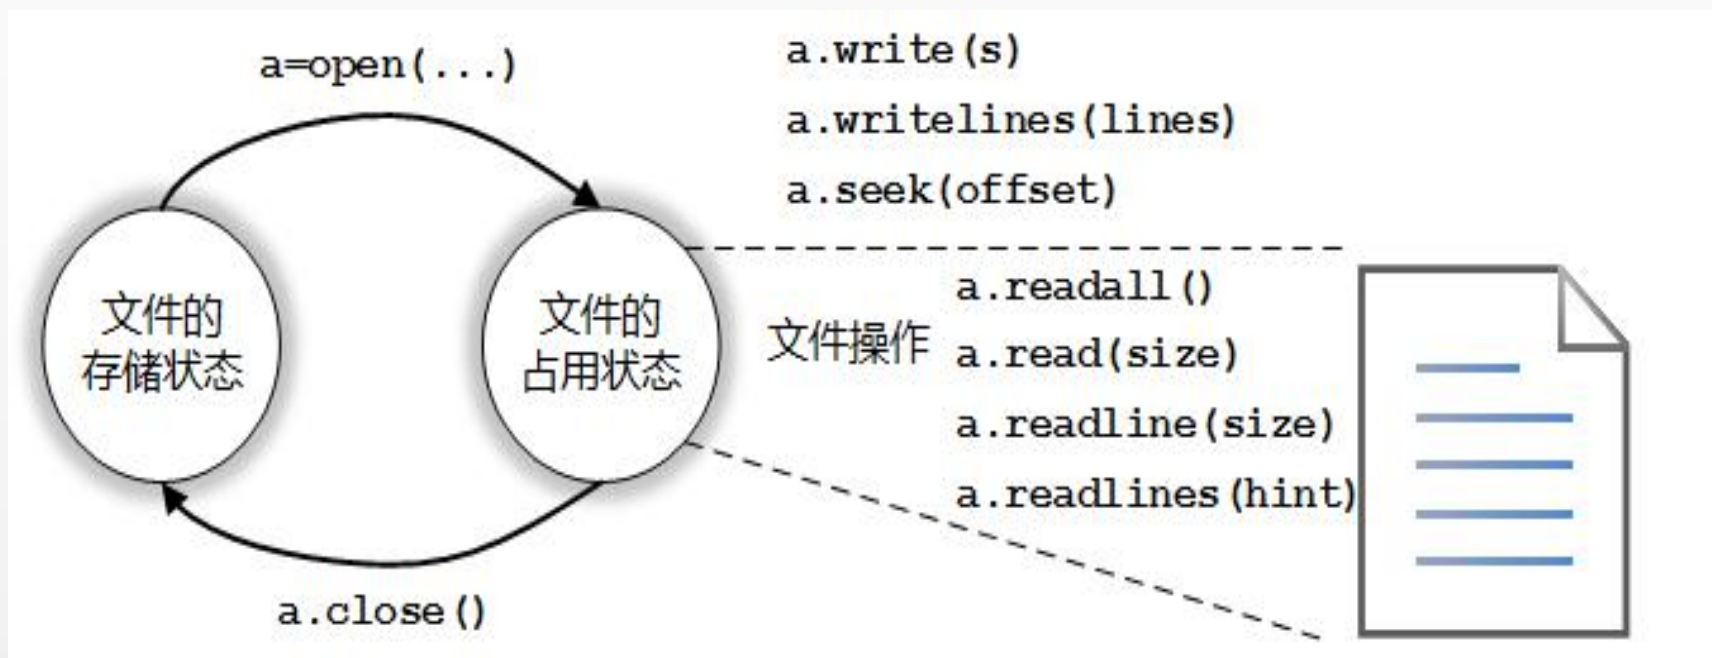 a=open(...)
a.write(s)
a.writelines(lines)
a.seek(offset)
文件的
存储状态
文件的
占用状态
文件操作
a.readall()
a.read(size)
a.readline(size)
a.readlines(hint)
a.close()